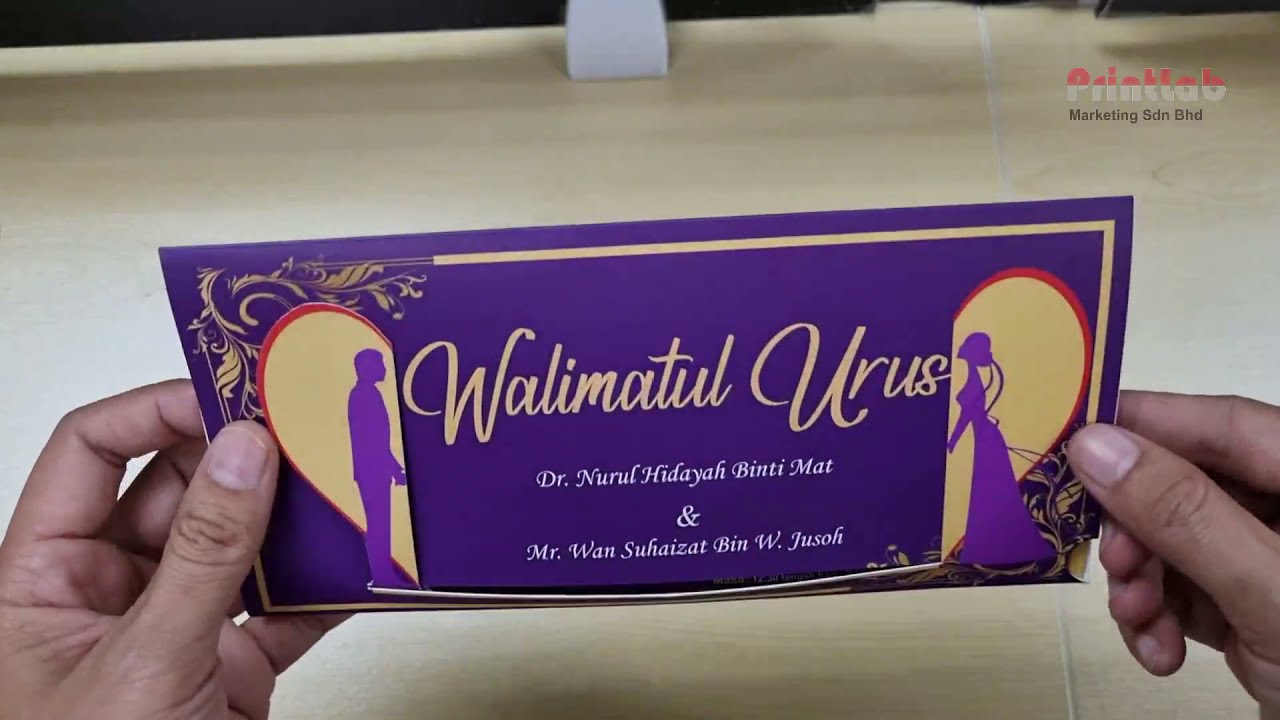 Printlab
Marketing Sdn Bhd
Walimatul Urus
Dr. Nurul Hidayah Binti Mat
&
Mr. Wan Suhaizat Bin W. Jusoh